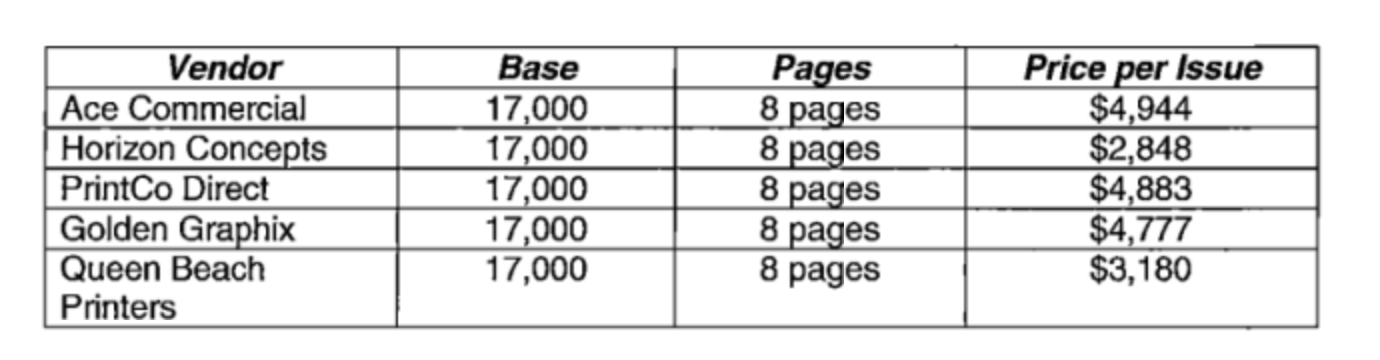 Vendor Base Pages Price per Issue
Ace Commercial 17,000 8 pages $4,944
Horizon Concepts 17,000 8 pages $2,848
PrintCo Direct 17,000 8 pages $4,883
Golden Graphix 17,000 8 pages $4,777
Queen Beach 17,000 8 pages $3,180
Printers